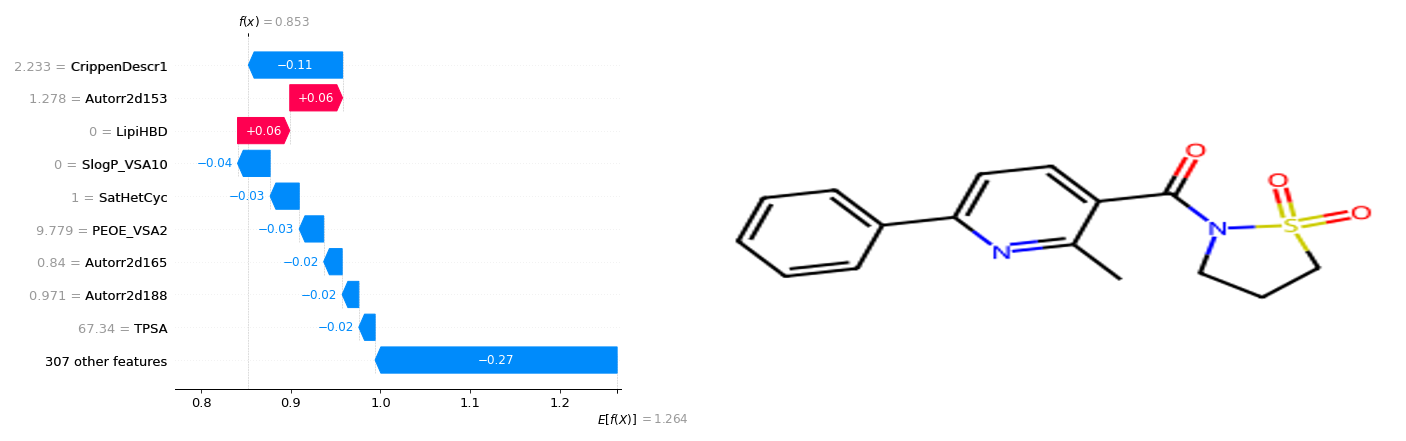 f(x) = 0.853
2.233 = CrippenDescr1
−0.11
1.278 = Autorr2d153
+0.06
0 = LipiHBD
+0.06
0 = SlogP_VSA10
−0.04
1 = SatHetCyc
−0.03
9.779 = PEOE_VSA2
−0.03
0.84 = Autorr2d165
−0.02
0.971 = Autorr2d188
−0.02
67.34 = TPSA
−0.02
307 other features
−0.27
0.8 0.9 1.0 1.1 1.2
E[f(X)] = 1.264
O
O
O
N
S
N